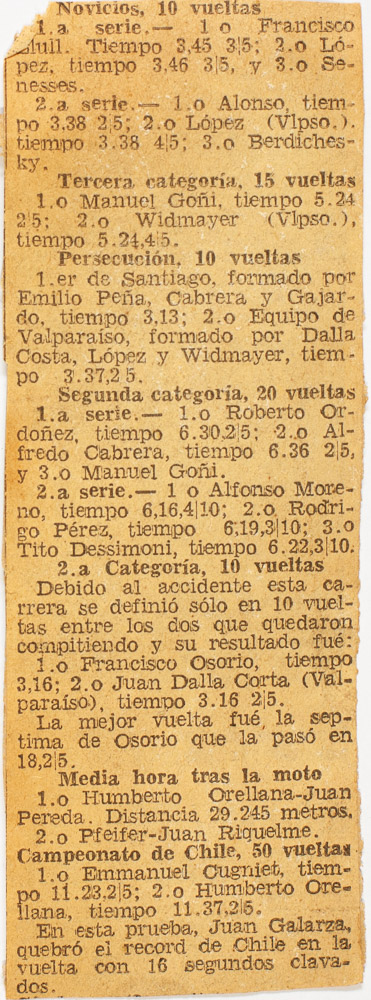 Novicios, 10 vueltas
1.a serie.— 1 o Francisco
Tiempo 3,45 3|5; 2.o Ló-
pez, tiempo 3,46 3|5, y 3.o Se-
nesses.
2.a serie.— 1.o Alonso, tiem-
po 3.38 2|5; 2.o López (Vlpso.),
tiempo 3.38 4|5; 3.o Berdiches-
ky.
Tercera categoría, 15 vueltas
1.o Manuel Goñi, tiempo 5.24
2|5; 2.o Widmayer (Vlpso.),
tiempo 5.24,4|5.
Persecución, 10 vueltas
1.er de Santiago, formado por
Emilio Peña, Cabrera y Gajar-
do, tiempo 3,13; 2.o Equipo de
Valparaíso, formado por Dalla
Costa, López y Widmayer, tiem-
po 3.37,2 5.
Segunda categoría, 20 vueltas
1.a serie.— 1.o Roberto Or-
doñez, tiempo 6.30,2|5; 2.o Al-
fredo Cabrera, tiempo 6.36 2|5,
y 3.o Manuel Goñi.
2.a serie.— 1 o Alfonso More-
no, tiempo 6,16,4|10; 2.o Rodri-
go Pérez, tiempo 6,19,3|10; 3.o
Tito Dessimoni, tiempo 6.22,3|10.
2.a Categoría, 10 vueltas
Debido al accidente esta ca-
rrera se definió sólo en 10 vuel-
tas entre los dos que quedaron
compitiendo y su resultado fué:
1.o Francisco Osorio, tiempo
3,16; 2.o Juan Dalla Corta (Val-
paraíso), tiempo 3.16 2|5.
La mejor vuelta fué la sep-
tima de Osorio que la pasó en
18,2|5.
Media hora tras la moto
1.o Humberto Orellana-Juan
Pereda. Distancia 29.245 metros.
2.o Pfeifer-Juan Riquelme.
Campeonato de Chile, 50 vueltas
1.o Emmanuel Cugniet, tiem-
po 11.23,2|5; 2.o Humberto Ore-
llana, tiempo 11.37,2|5.
En esta prueba, Juan Galarza,
quebró el record de Chile en la
vuelta con 16 segundos clava-
dos.